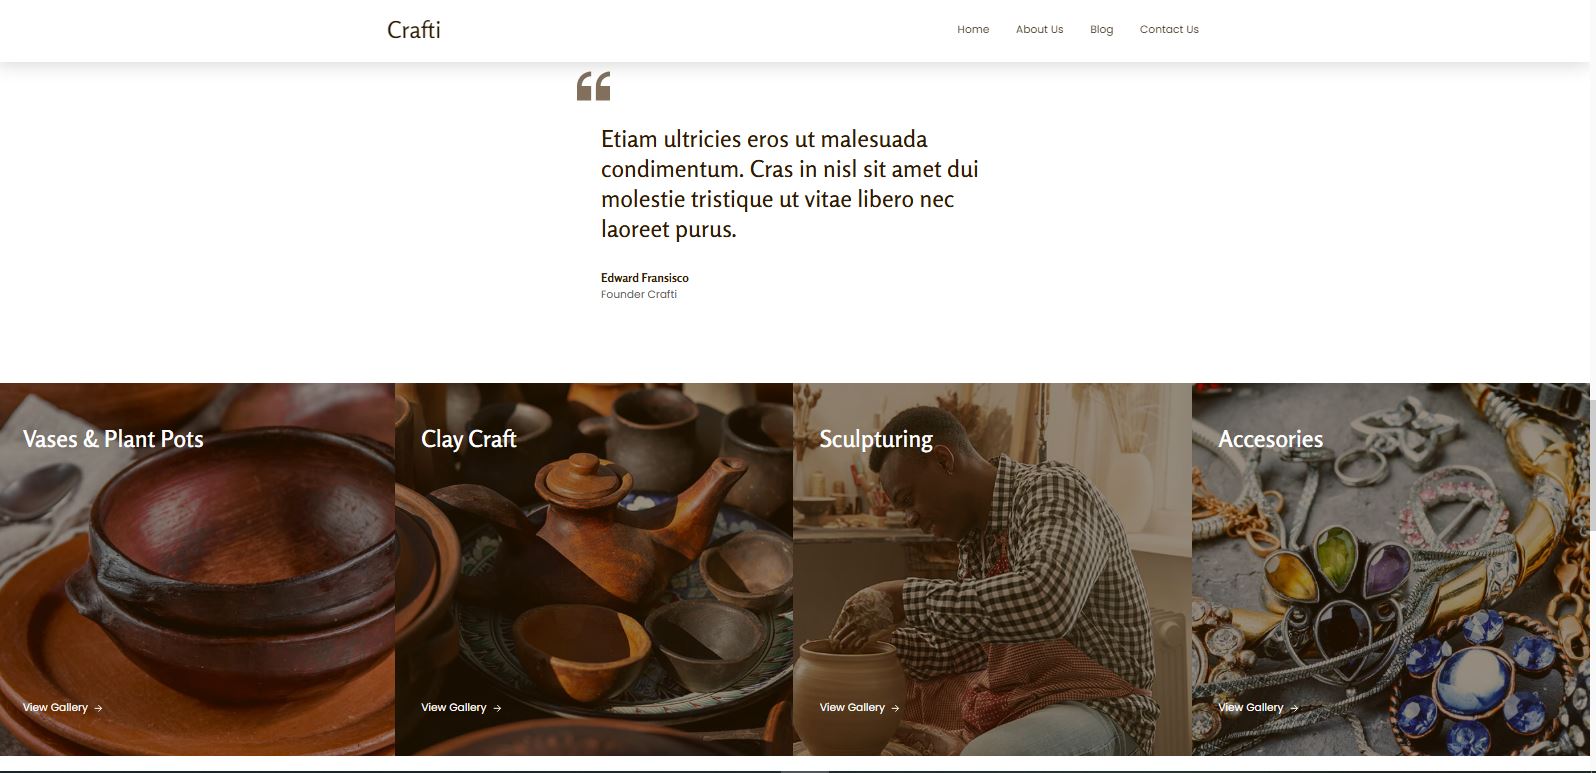 Crafti
Home About Us Blog Contact Us
“
Etiam ultricies eros ut malesuada
condimentum. Cras in nisl sit amet dui
molestie tristique ut vitae libero nec
laoreet purus.
Edward Fransisco
Founder Crafti
Vases & Plant Pots
Clay Craft
Sculpturing
Accesories
View Gallery →
View Gallery →
View Gallery →
View Gallery →